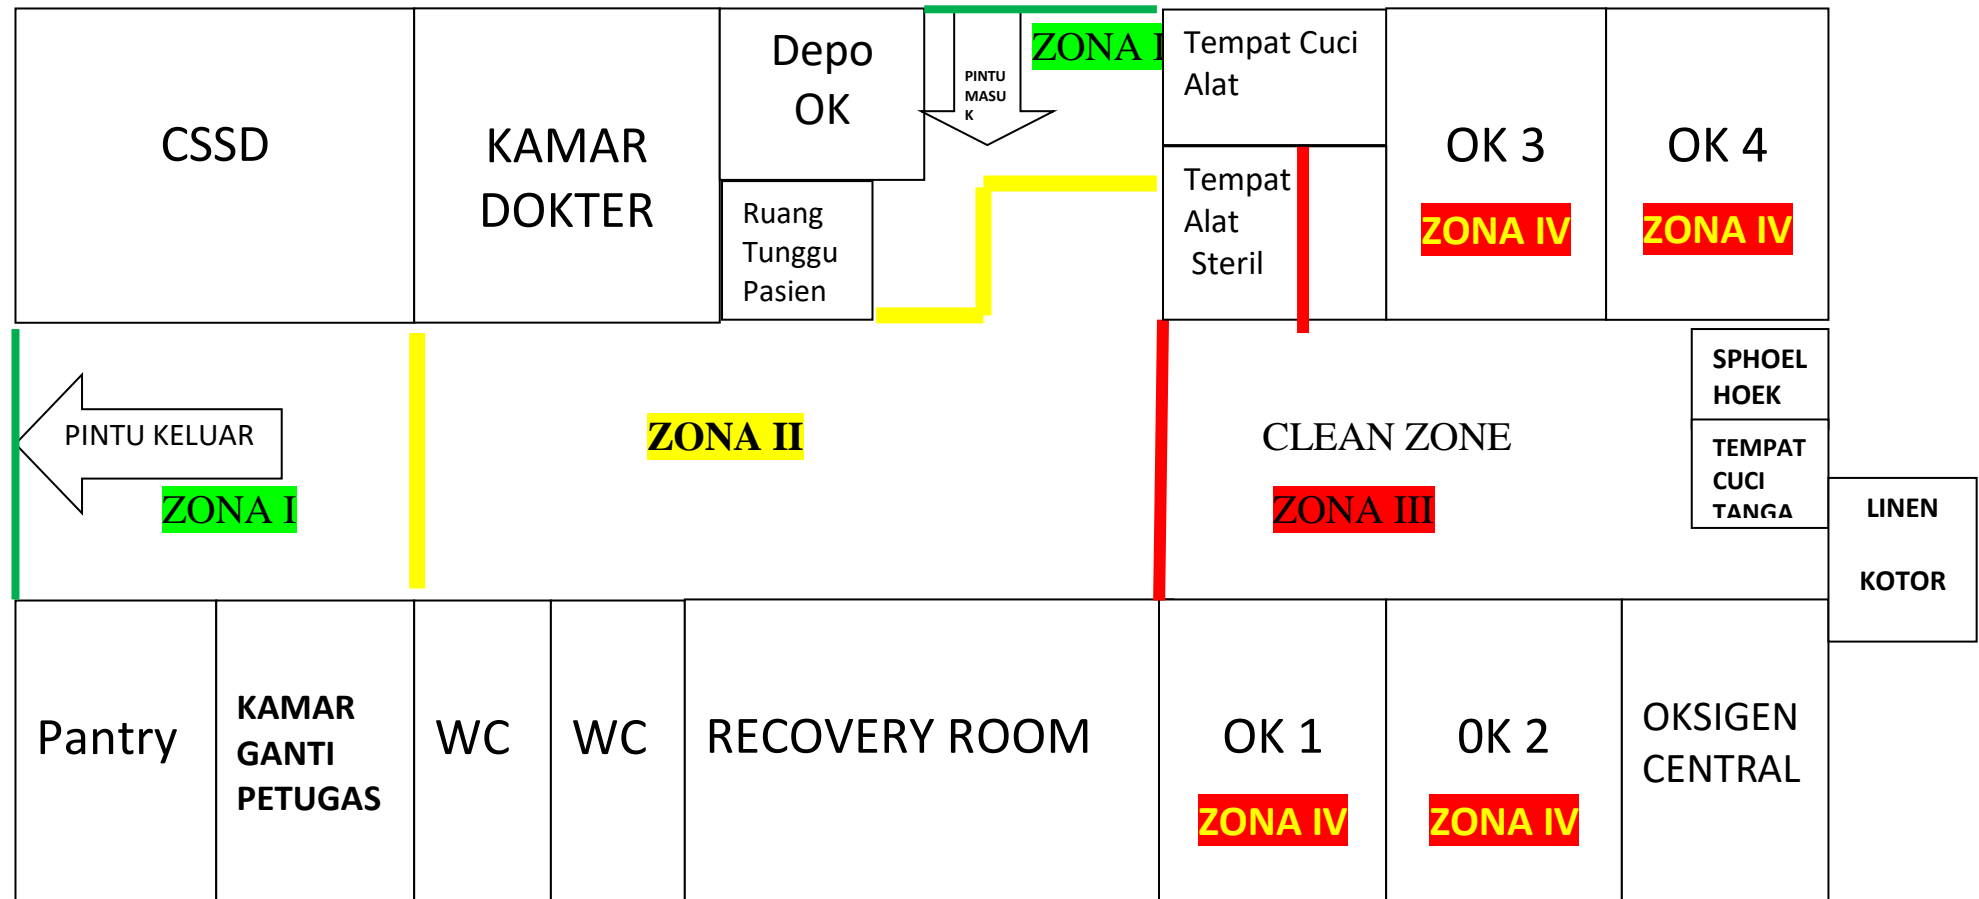 CSSD
KAMAR
DOKTER
Depo
OK
Ruang
Tunggu
Pasien
PINTU
MASU
K
ZONA I
Tempat Cuci
Alat
Tempat
Alat
Steril
OK 3
ZONA IV
OK 4
ZONA IV
PINTU KELUAR
ZONA I
ZONA II
CLEAN ZONE
ZONA III
SPHOEL
HOEK
TEMPAT
CUCI
TANGA
LINEN
KOTOR
Pantry
KAMAR
GANTI
PETUGAS
WC
WC
RECOVERY ROOM
OK 1
ZONA IV
0K 2
ZONA IV
OKSIGEN
CENTRAL